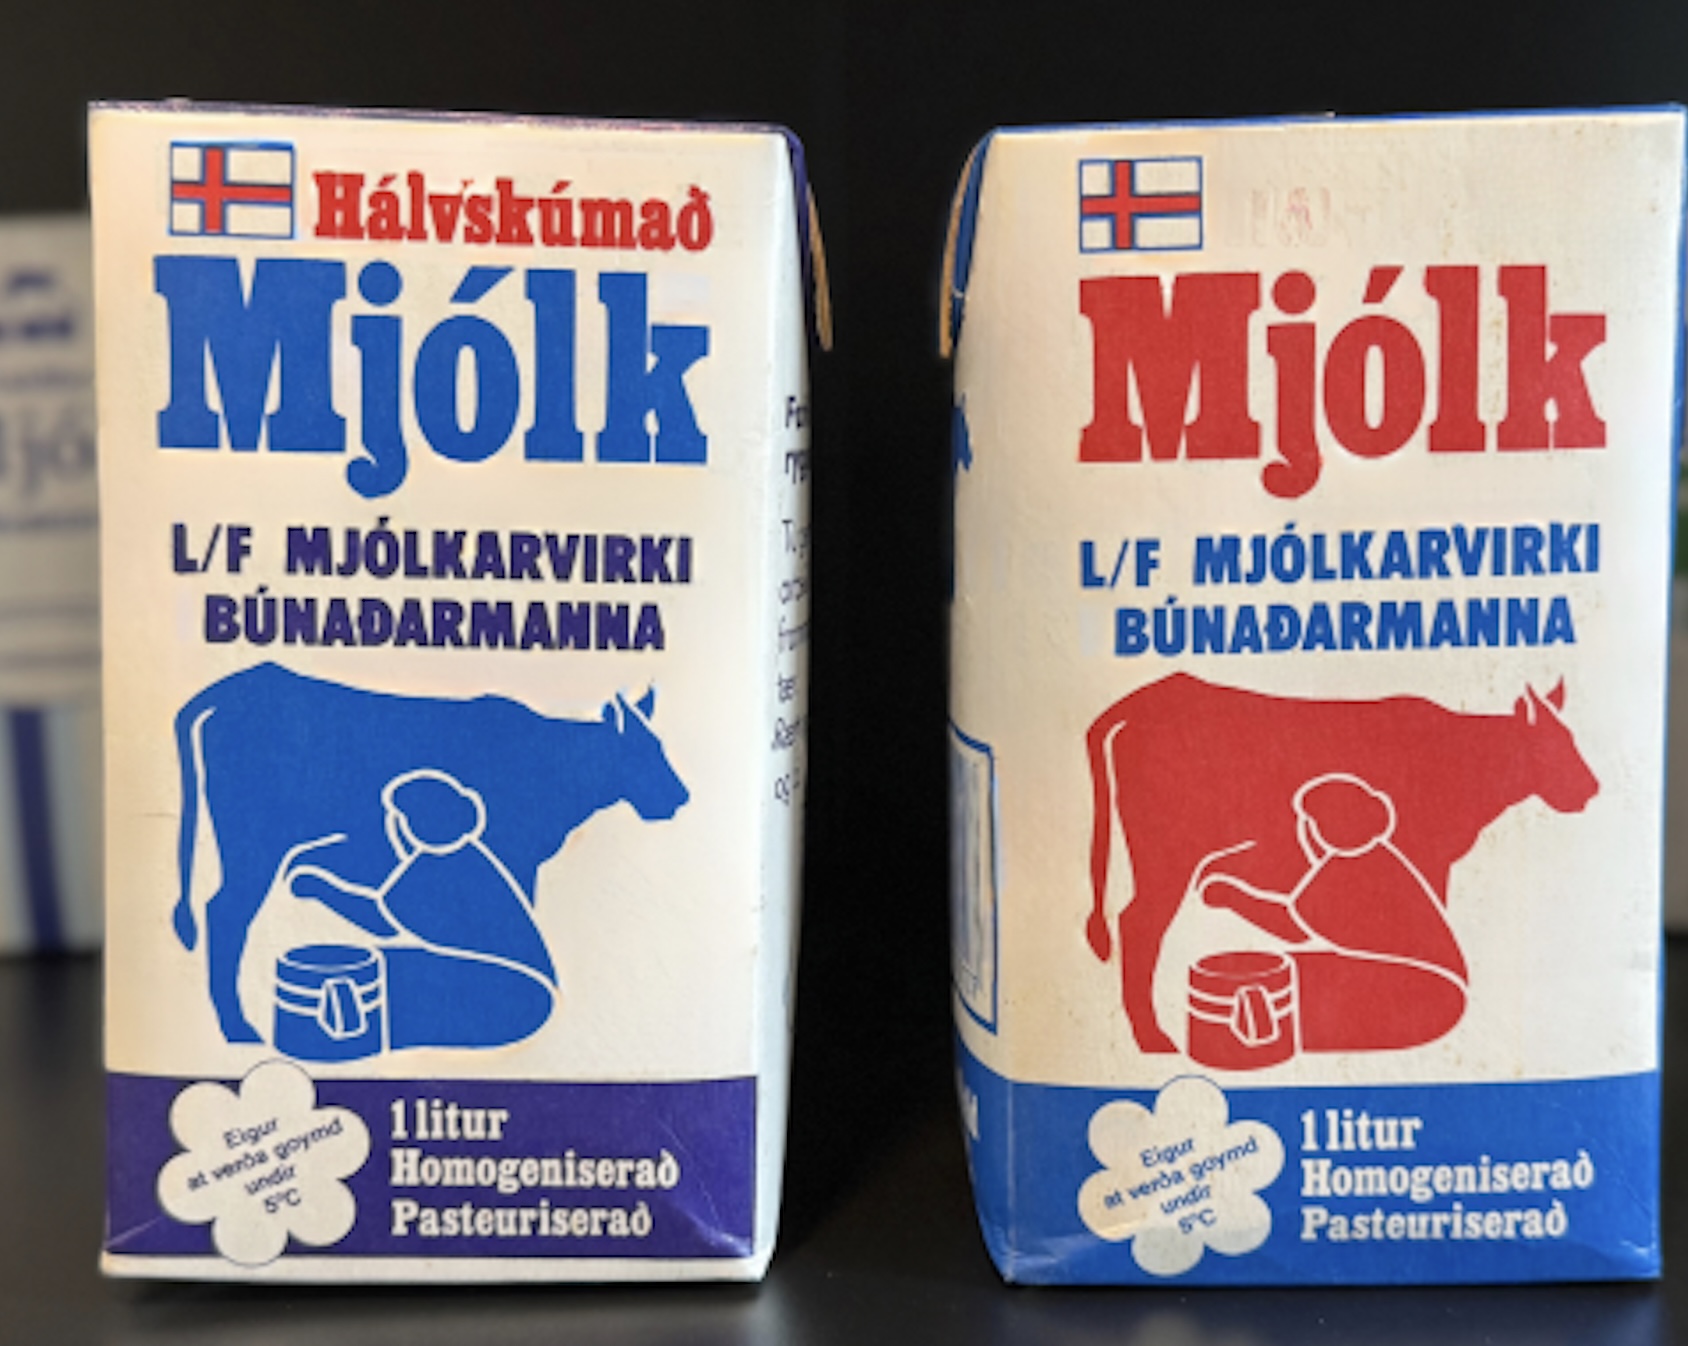 Hálvskúmað
Mjólk
L/F MJÓLKARVIRKI
BÚNAÐARMANNA
Eigur
at verða goymd
undir
5°C
1 litur
Homogeniserað
Pasteuriserað
Mjólk
L/F MJÓLKARVIRKI
BÚNAÐARMANNA
Eigur
at verða goymd
undir
5°C
1 litur
Homogeniserað
Pasteuriserað